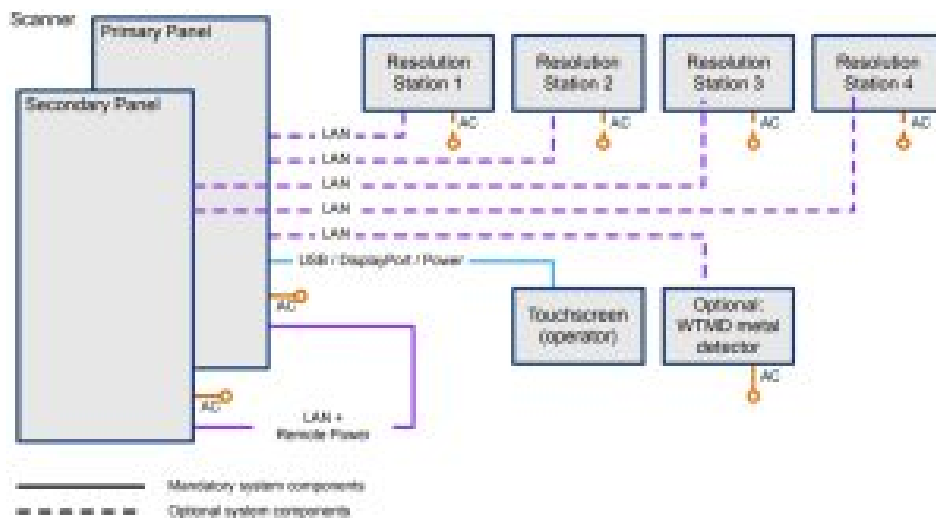 Scanner
Primary Panel
Secondary Panel
Resolution
Station 1
Resolution
Station 2
Resolution
Station 3
Resolution
Station 4
AC
AC
AC
AC
LAN
LAN
LAN
LAN
LAN
USB / DisplayPort / Power
AC
Touchscreen
(operator)
Optional:
WTMD metal
detector
AC
AC
LAN +
Remote Power
Mandatory system components
Optional system components